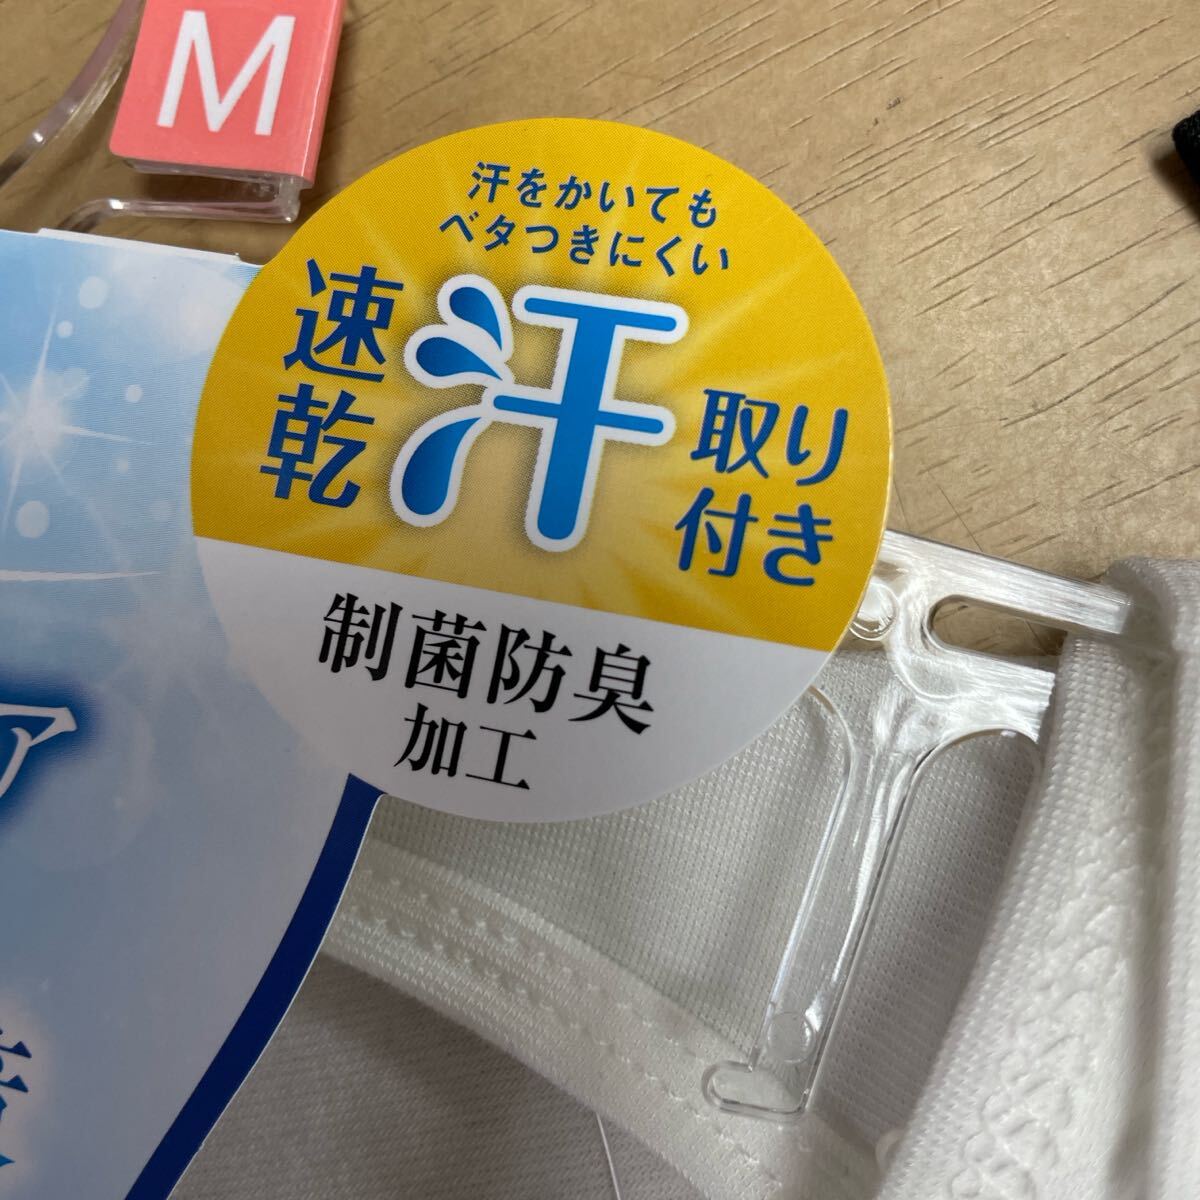 M
汗をかいても
ベタつきにくい
速乾
汗
取り
付き
制菌防臭
加工